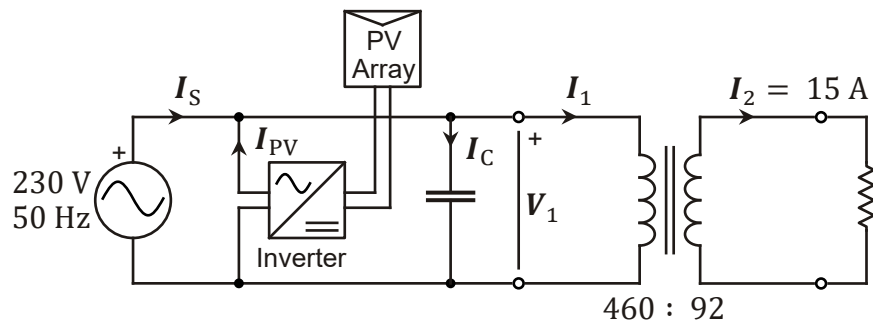 PV
Array
I_S
I_1
I_2 = 15 A
+
I_PV
I_C
+
230 V
50 Hz
V_1
Inverter
460 : 92